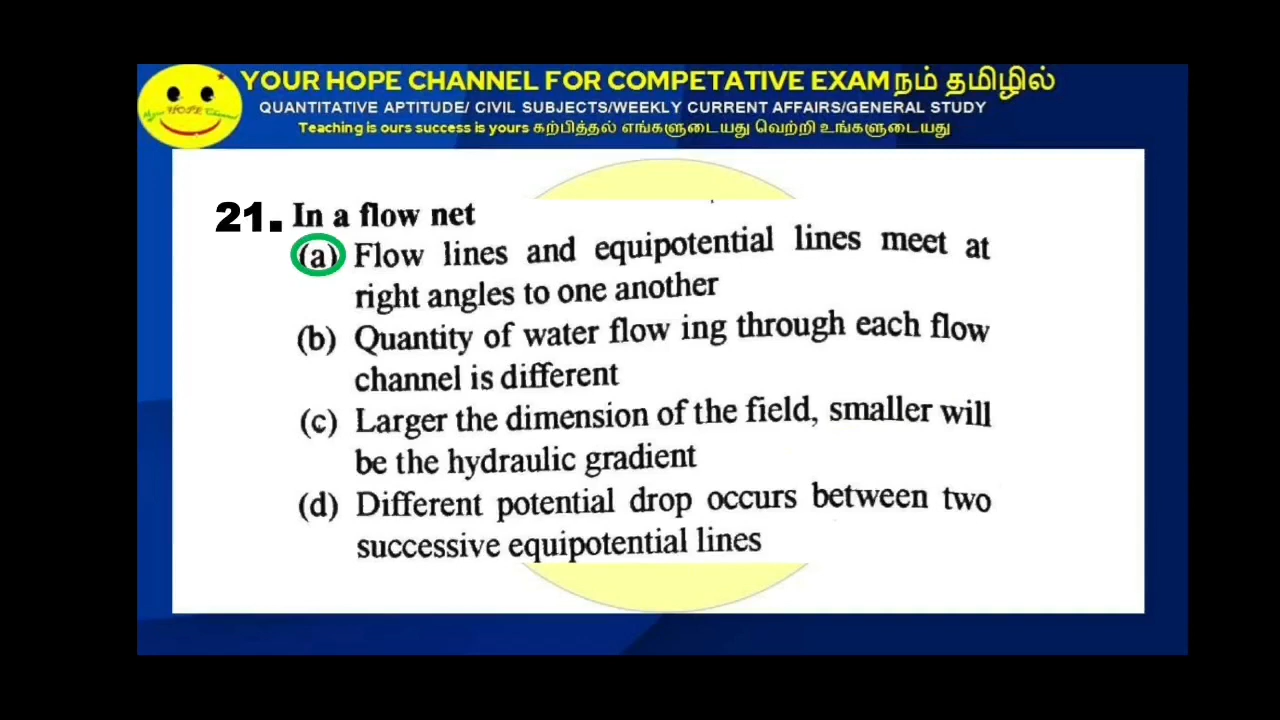 YOUR HOPE CHANNEL FOR COMPETATIVE EXAM நம் தமிழில்
QUANTITATIVE APTITUDE/ CIVIL SUBJECTS/WEEKLY CURRENT AFFAIRS/GENERAL STUDY
Teaching is ours success is yours கற்பித்தல் எங்களுடையது வெற்றி உங்களுடையது
HOPE Channel
21. In a flow net
(a) Flow lines and equipotential lines meet at
right angles to one another
(b) Quantity of water flow ing through each flow
channel is different
(c) Larger the dimension of the field, smaller will
be the hydraulic gradient
(d) Different potential drop occurs between two
successive equipotential lines